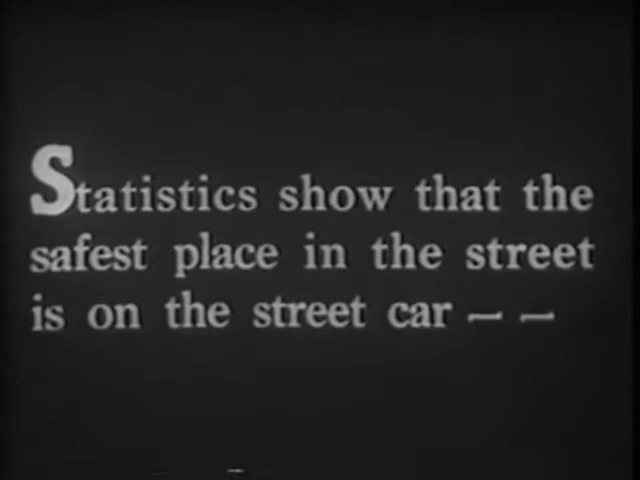 Statistics show that the
safest place in the street
is on the street car — —